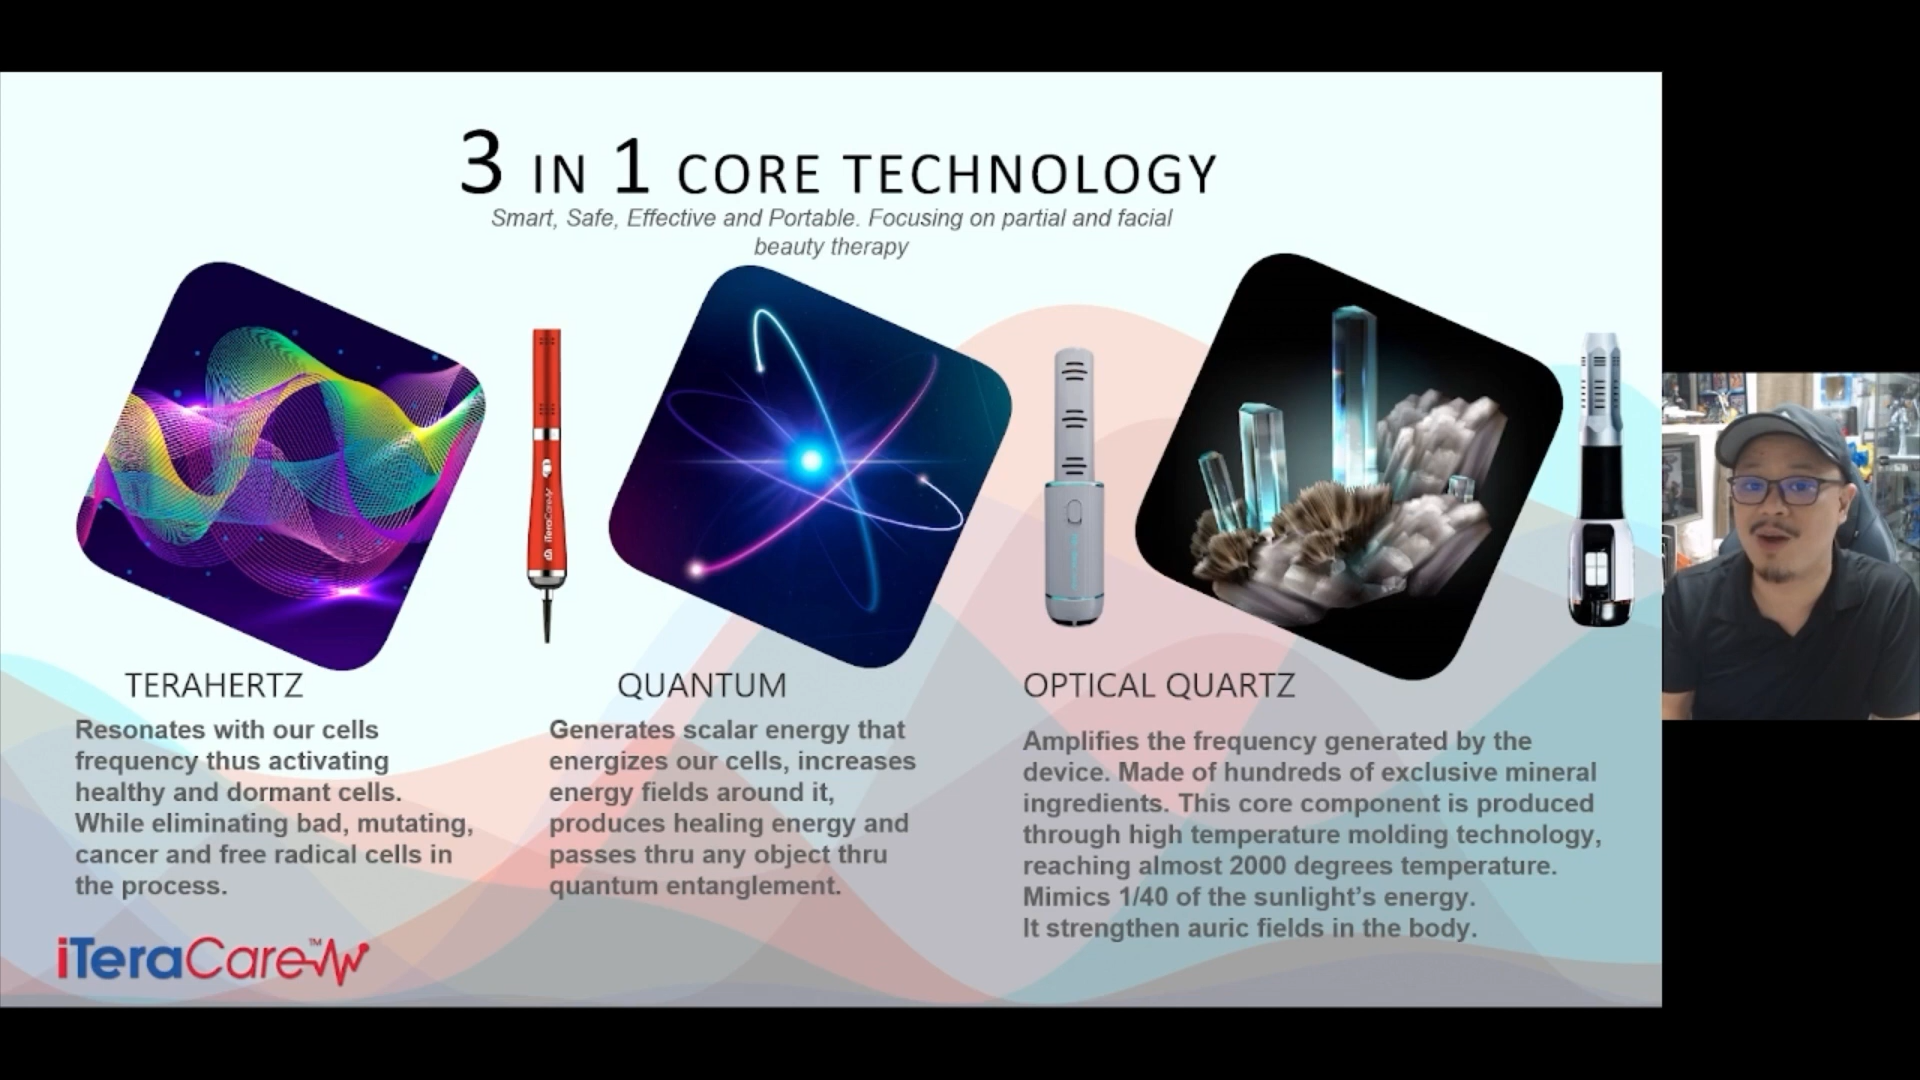 3 IN 1 CORE TECHNOLOGY
Smart, Safe, Effective and Portable. Focusing on partial and facial
beauty therapy
iTeraCare
TERAHERTZ
Resonates with our cells
frequency thus activating
healthy and dormant cells.
While eliminating bad, mutating,
cancer and free radical cells in
the process.
QUANTUM
Generates scalar energy that
energizes our cells, increases
energy fields around it,
produces healing energy and
passes thru any object thru
quantum entanglement.
OPTICAL QUARTZ
Amplifies the frequency generated by the
device. Made of hundreds of exclusive mineral
ingredients. This core component is produced
through high temperature molding technology,
reaching almost 2000 degrees temperature.
Mimics 1/40 of the sunlight's energy.
It strengthen auric fields in the body.
iTeraCare™